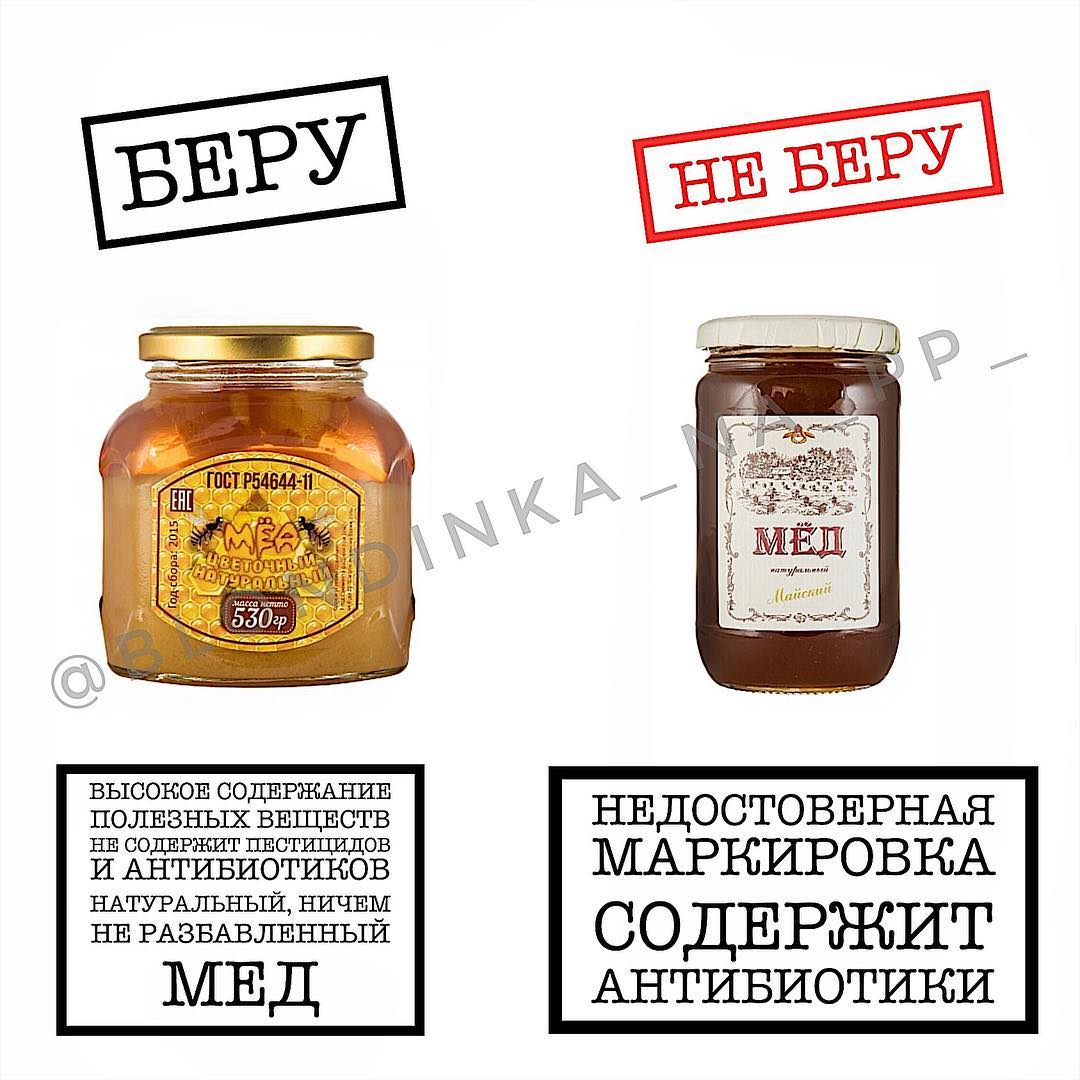 БЕРУ
НЕ БЕРУ
ГОСТ Р54644-11
ЕАС
Год сбора: 2015
МЁД
ЦВЕТОЧНЫЙ
НАТУРАЛЬНЫЙ
масса нетто
530гр
МЁД
натуральный
Майский
@BLONDINKA_NA_PP_
ВЫСОКОЕ СОДЕРЖАНИЕ
ПОЛЕЗНЫХ ВЕЩЕСТВ
НЕ СОДЕРЖИТ ПЕСТИЦИДОВ
И АНТИБИОТИКОВ
НАТУРАЛЬНЫЙ, НИЧЕМ
НЕ РАЗБАВЛЕННЫЙ
МЕД
НЕДОСТОВЕРНАЯ
МАРКИРОВКА
СОДЕРЖИТ
АНТИБИОТИКИ